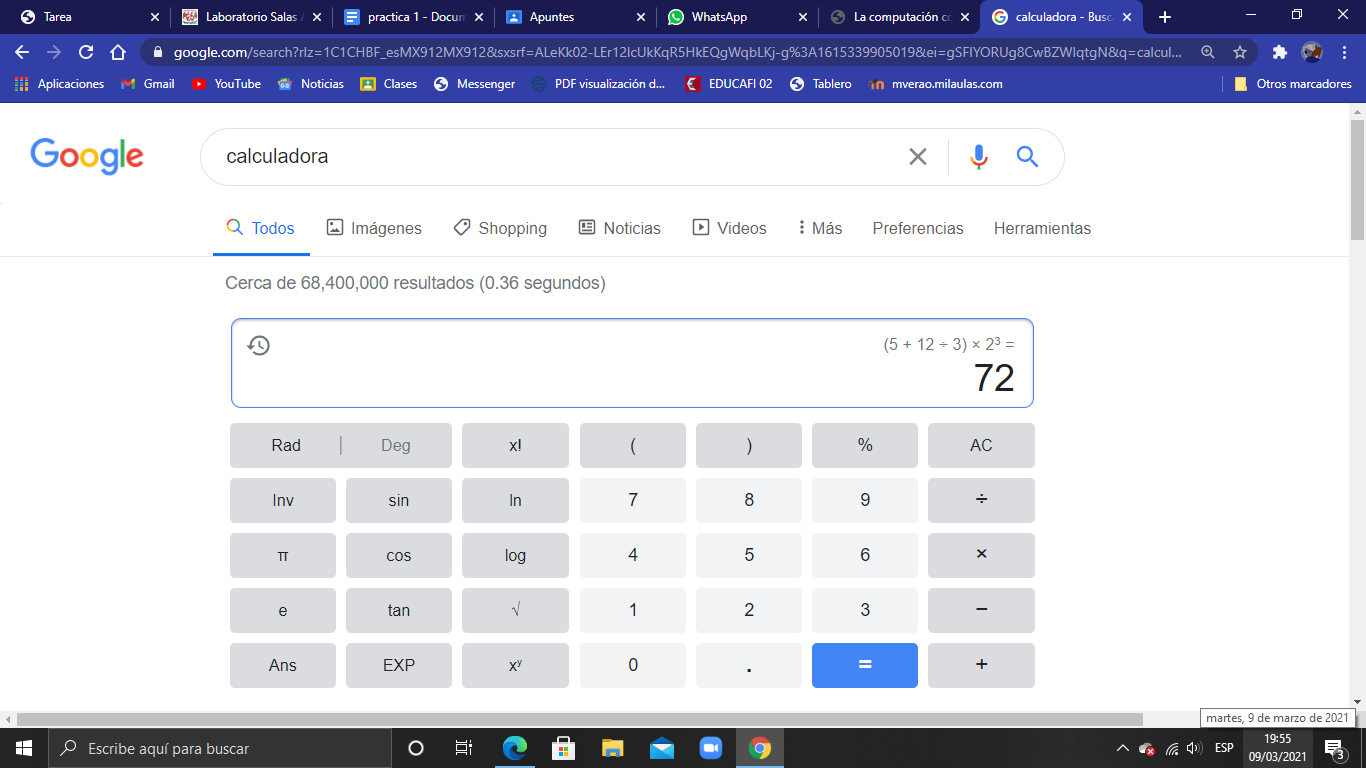 Tarea
Laboratorio Salas A
practica 1 - Docum
Apuntes
WhatsApp
La computación co
calculadora - Busc
google.com/search?rlz=1C1CHBF_esMX912MX912&sxsrf=ALeKk02-LEr12IcUkKqR5HkEQgWqbLKj-g%3A1615339905019&ei=gSFIYORUg8CwBZWIqtgN&q=calcul...
Aplicaciones
Gmail
YouTube
Noticias
Clases
Messenger
PDF visualización d...
EDUCAFI 02
Tablero
mverao.milaulas.com
Otros marcadores
Google
calculadora
Todos
Imágenes
Shopping
Noticias
Videos
Más
Preferencias
Herramientas
Cerca de 68,400,000 resultados (0.36 segundos)
(5 + 12 ÷ 3) × 2³ =
72
Rad | Deg x! ( ) % AC
Inv sin ln 7 8 9 ÷
π cos log 4 5 6 ×
e tan √ 1 2 3 −
Ans EXP xʸ 0 . = +
martes, 9 de marzo de 2021
Escribe aquí para buscar
ESP
19:55
09/03/2021
3